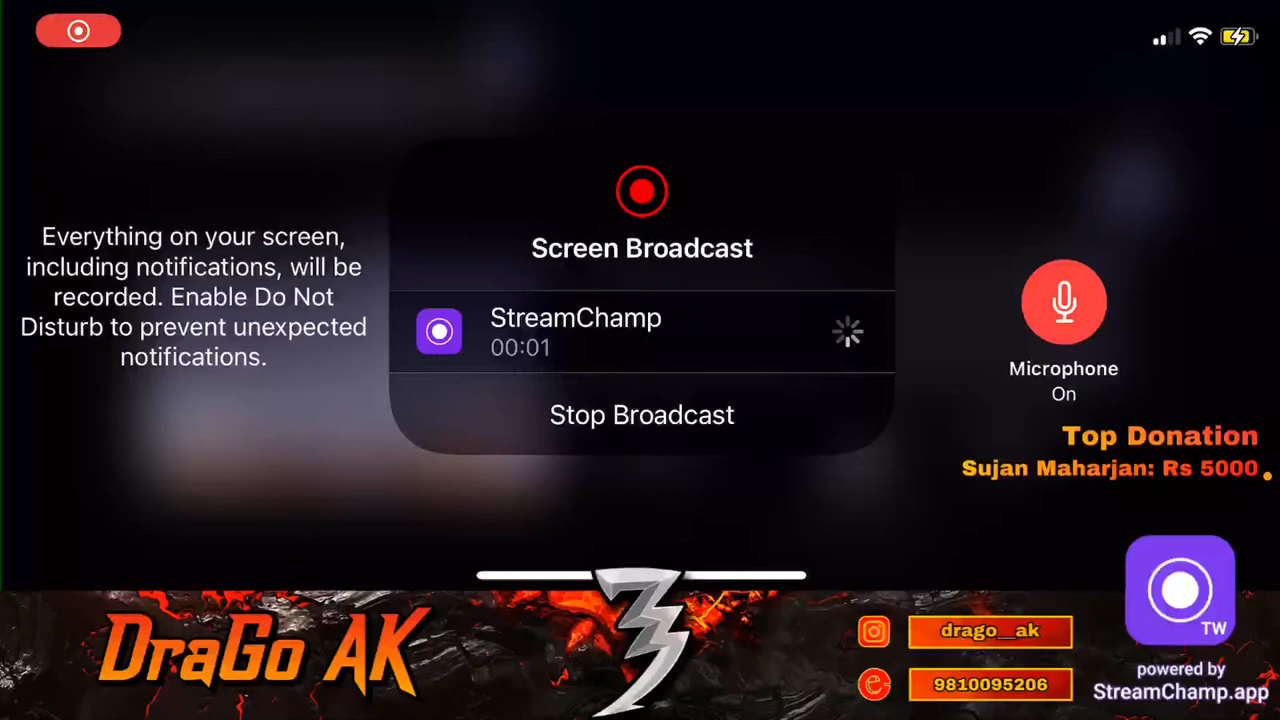 Everything on your screen,
including notifications, will be
recorded. Enable Do Not
Disturb to prevent unexpected
notifications.
Screen Broadcast
StreamChamp
00:01
Stop Broadcast
Microphone
On
Top Donation
Sujan Maharjan: Rs 5000
DraGo AK
drago__ak
9810095206
TW
powered by
StreamChamp.app